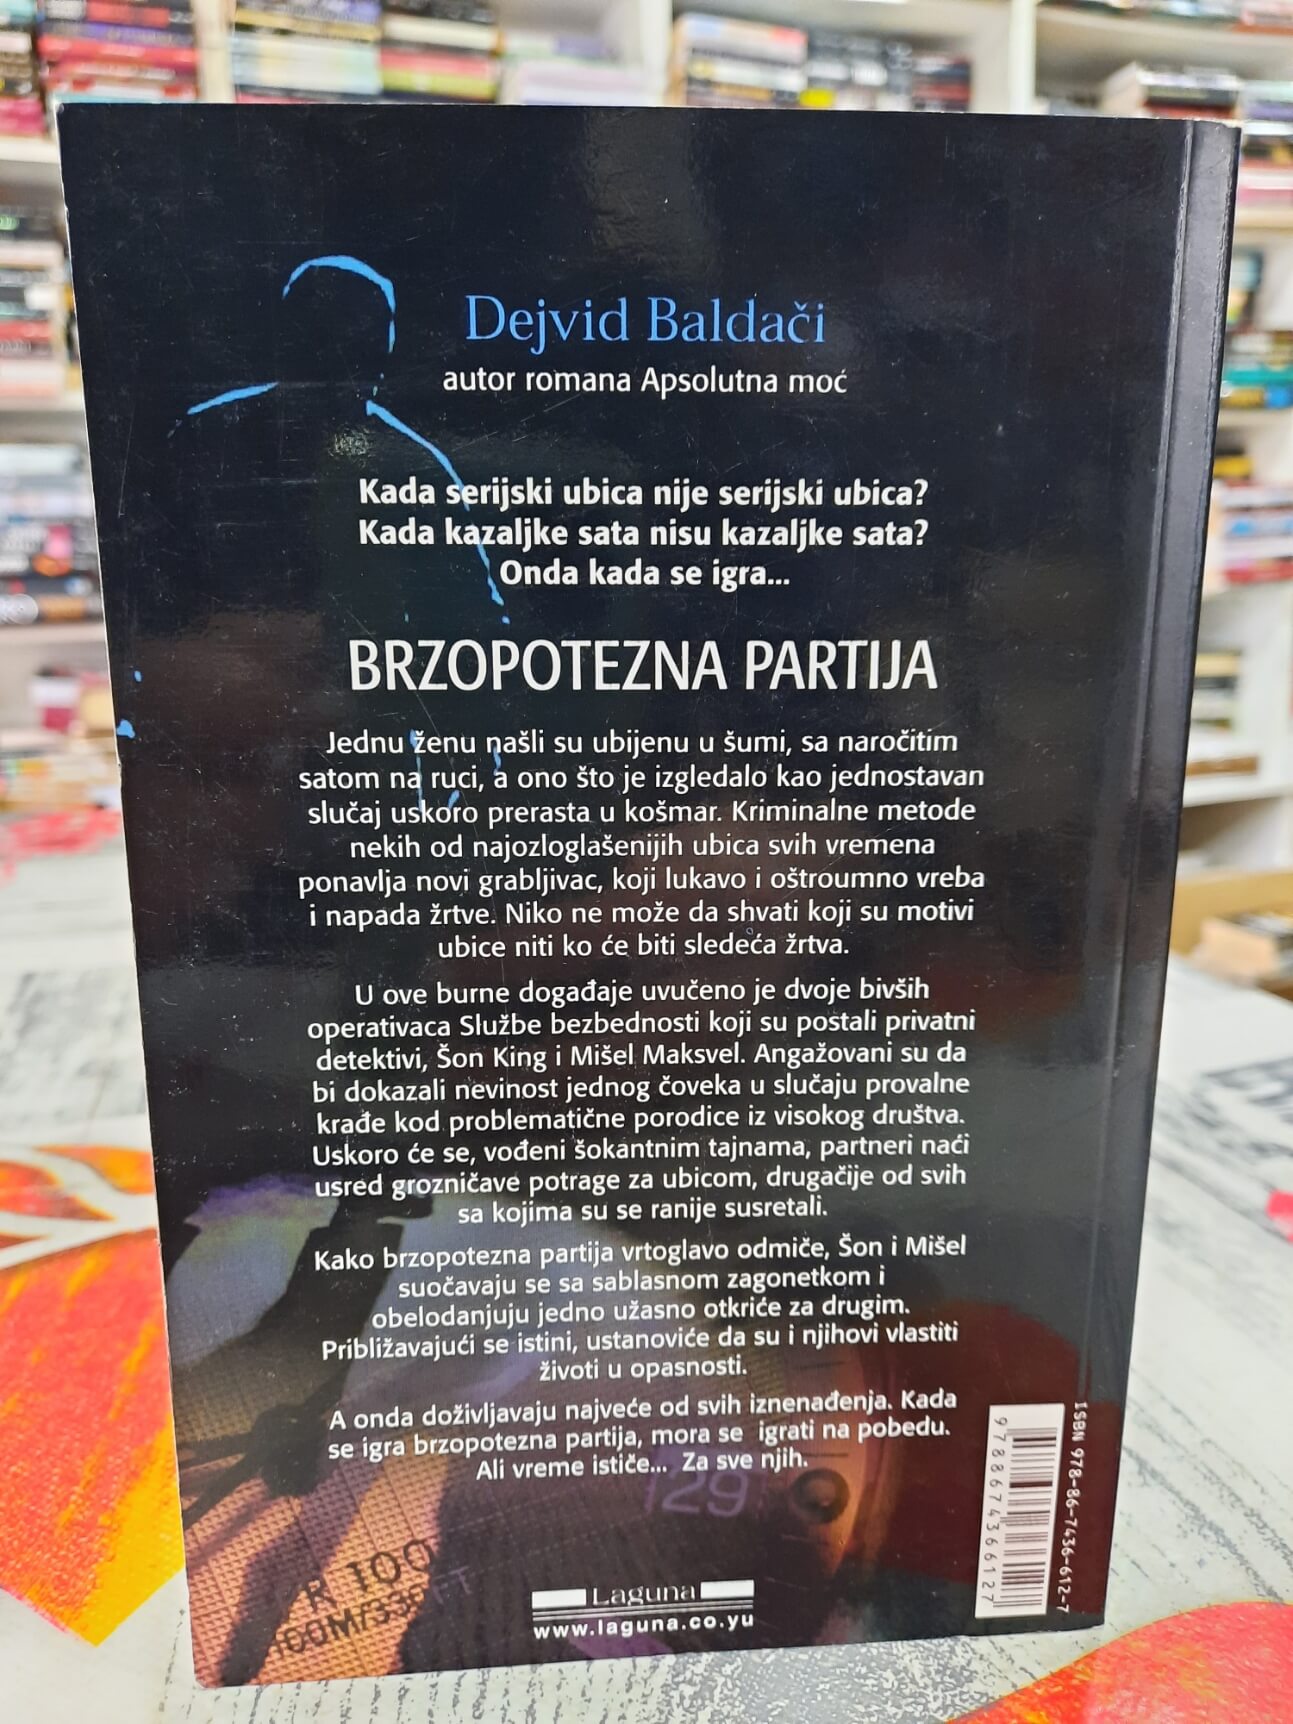 Dejvid Baldači
autor romana Apsolutna moć
Kada serijski ubica nije serijski ubica?
Kada kazaljke sata nisu kazaljke sata?
Onda kada se igra...
BRZOPOTEZNA PARTIJA
Jednu ženu našli su ubijenu u šumi, sa naročitim
satom na ruci, a ono što je izgledalo kao jednostavan
slučaj uskoro prerasta u košmar. Kriminalne metode
nekih od najozloglašenijih ubica svih vremena
ponavlja novi grabljivac, koji lukavo i oštroumno vreba
i napada žrtve. Niko ne može da shvati koji su motivi
ubice niti ko će biti sledeća žrtva.
U ove burne događaje uvučeno je dvoje bivših
operativaca Službe bezbednosti koji su postali privatni
detektivi, Šon King i Mišel Maksvel. Angažovani su da
bi dokazali nevinost jednog čoveka u slučaju provalne
krađe kod problematične porodice iz visokog društva.
Uskoro će se, vođeni šokantnim tajnama, partneri naći
usred grozničave potrage za ubicom, drugačije od svih
sa kojima su se ranije susretali.
Kako brzopotezna partija vrtoglavo odmiče, Šon i Mišel
suočavaju se sa sablasnom zagonetkom i
obelodanjuju jedno užasno otkriće za drugim.
Približavajući se istini, ustanoviće da su i njihovi vlastiti
životi u opasnosti.
A onda doživljavaju najveće od svih iznenađenja. Kada
se igra brzopotezna partija, mora se igrati na pobedu.
Ali vreme ističe... Za sve njih.
129
R 100
100M/330FT
Laguna
www.laguna.co.yu
ISBN 978-86-7436-612-7
9788674366127